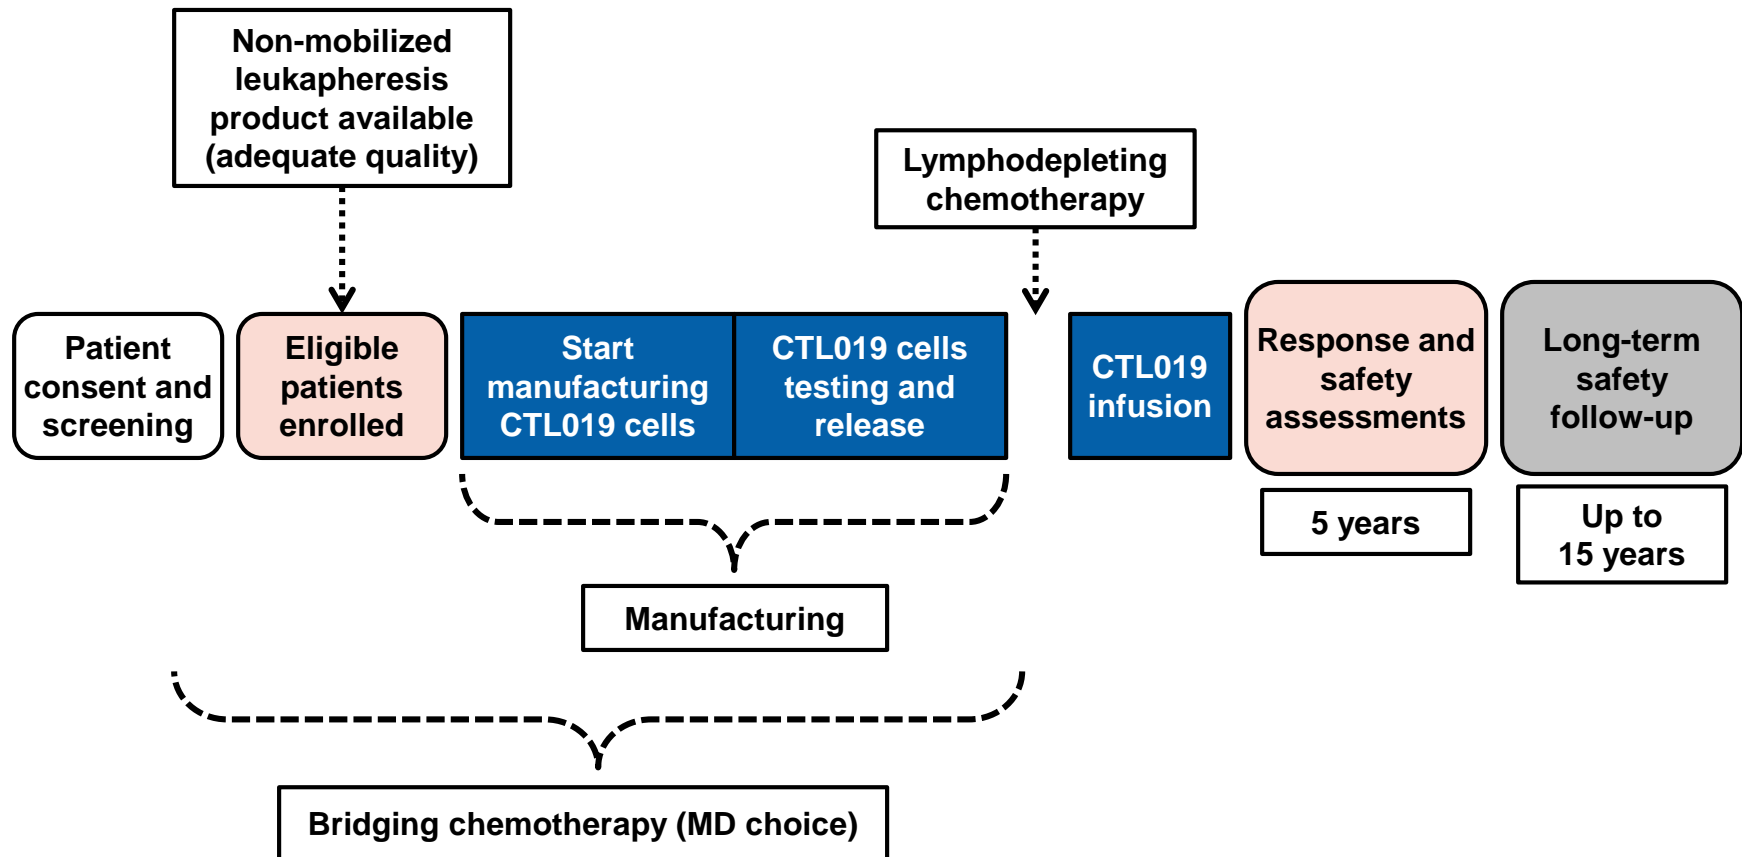 Non-mobilized
leukapheresis
product available
(adequate quality)
Lymphodepleting
chemotherapy
Patient
consent and
screening
Eligible
patients
enrolled
Start
manufacturing
CTL019 cells
CTL019 cells
testing and
release
CTL019
infusion
Response and
safety
assessments
Long-term
safety
follow-up
5 years
Up to
15 years
Manufacturing
Bridging chemotherapy (MD choice)